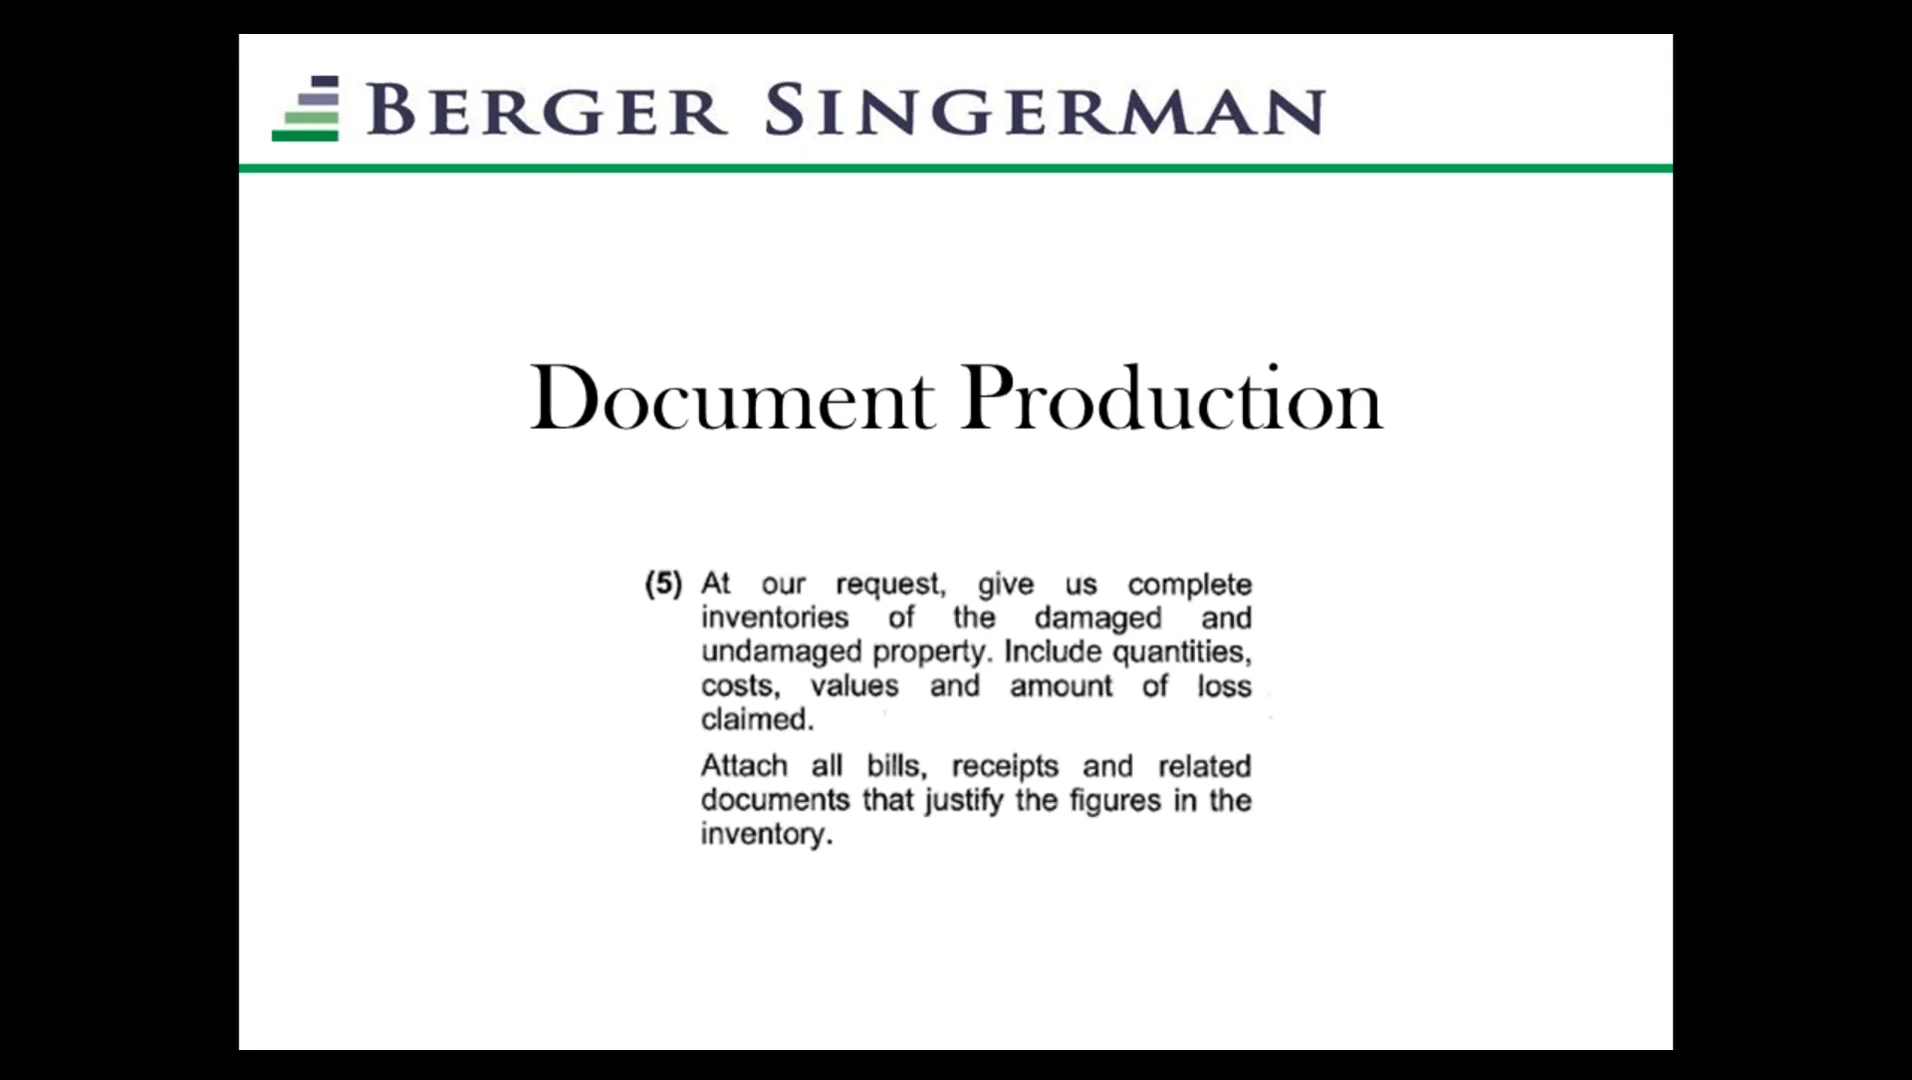 BERGER SINGERMAN
Document Production
(5) At our request, give us complete
inventories of the damaged and
undamaged property. Include quantities,
costs, values and amount of loss
claimed.
Attach all bills, receipts and related
documents that justify the figures in the
inventory.